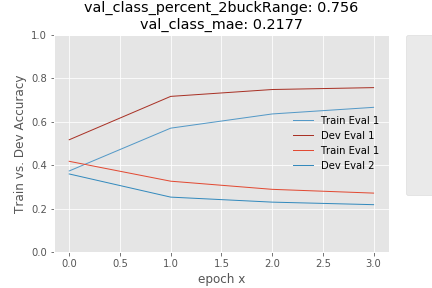 val_class_percent_2buckRange: 0.756
val_class_mae: 0.2177
1.0
0.8
0.6
0.4
0.2
0.0
Train vs. Dev Accuracy
Train Eval 1
Dev Eval 1
Train Eval 1
Dev Eval 2
0.0 0.5 1.0 1.5 2.0 2.5 3.0
epoch x